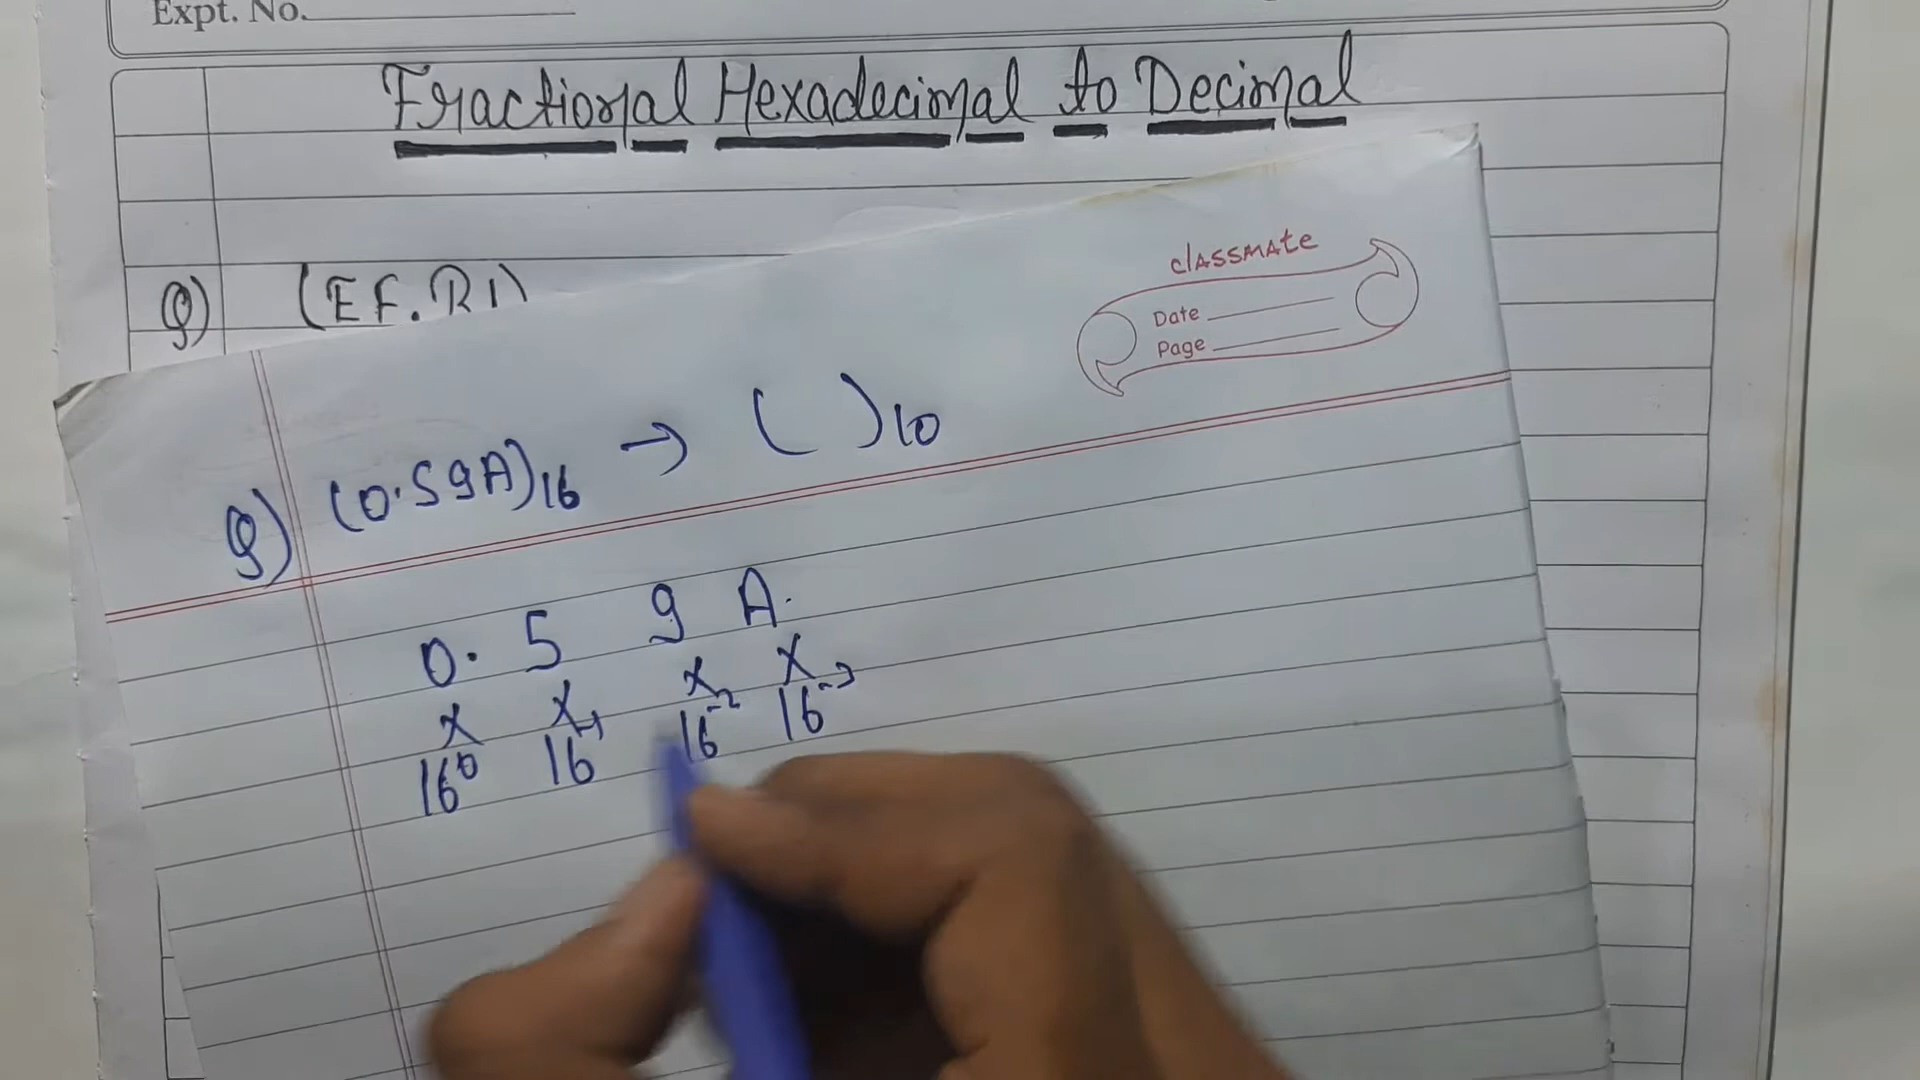 Expt. No.
Fractional Hexadecimal to Decimal
Q) (EF.B1)
classmate
Date
Page
Q) (0.59A)16 → ( )10
0. 5 9 A.
x x x x
16^0 16^-1 16^-2 16^-3